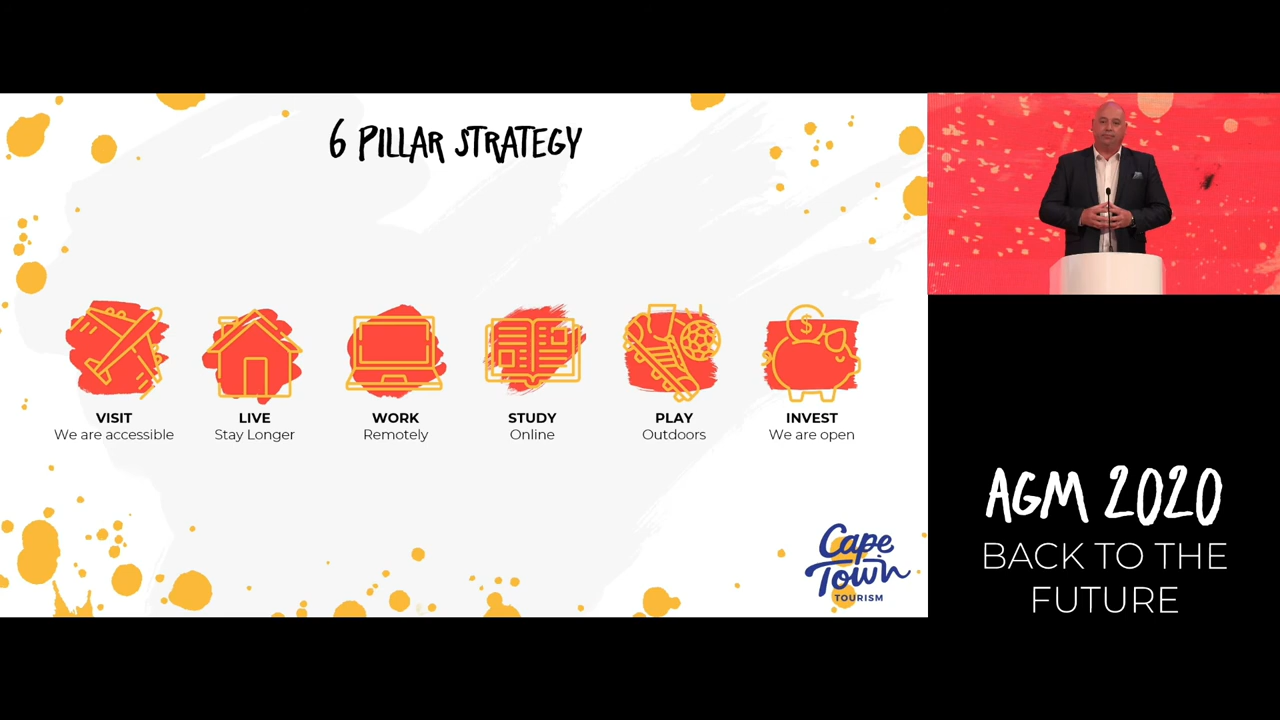 6 PILLAR STRATEGY
VISIT
We are accessible
LIVE
Stay Longer
WORK
Remotely
STUDY
Online
PLAY
Outdoors
INVEST
We are open
$
Cape
Town
TOURISM
AGM 2020
BACK TO THE
FUTURE